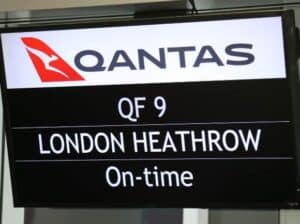 QANTAS
QF 9
LONDON HEATHROW
On-time